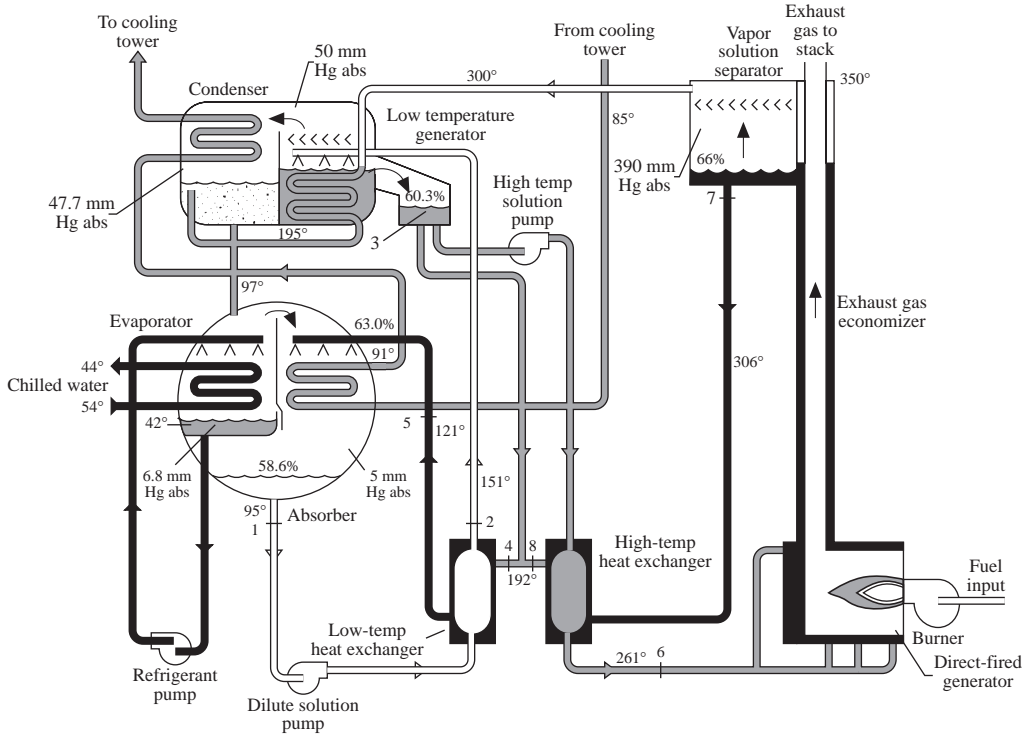 To cooling
tower
50 mm
Hg abs
Condenser
300°
From cooling
tower
Vapor
solution
separator
Exhaust
gas to
stack
350°
Low temperature
generator
85°
390 mm
Hg abs
66%
47.7 mm
Hg abs
60.3%
High temp
solution
pump
7
195°
3
97°
Exhaust gas
economizer
Evaporator
63.0%
91°
306°
44°
Chilled water
54°
42°
5
121°
6.8 mm
Hg abs
58.6%
5 mm
Hg abs
151°
95°
1
Absorber
2
4
8
192°
High-temp
heat exchanger
Fuel
input
Low-temp
heat exchanger
Burner
261°
6
Direct-fired
generator
Refrigerant
pump
Dilute solution
pump